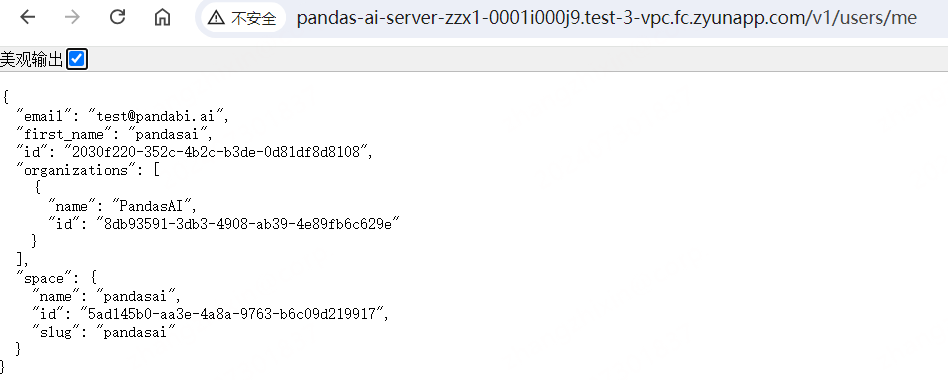 不安全 pandas-ai-server-zzx1-0001i000j9.test-3-vpc.fc.zyunapp.com/v1/users/me
美观输出
{
  "email": "test@pandabi.ai",
  "first_name": "pandasai",
  "id": "2030f220-352c-4b2c-b3de-0d81df8d8108",
  "organizations": [
    {
      "name": "PandasAI",
      "id": "8db93591-3db3-4908-ab39-4e89fb6c629e"
    }
  ],
  "space": {
    "name": "pandasai",
    "id": "5ad145b0-aa3e-4a8a-9763-b6c09d219917",
    "slug": "pandasai"
  }
}